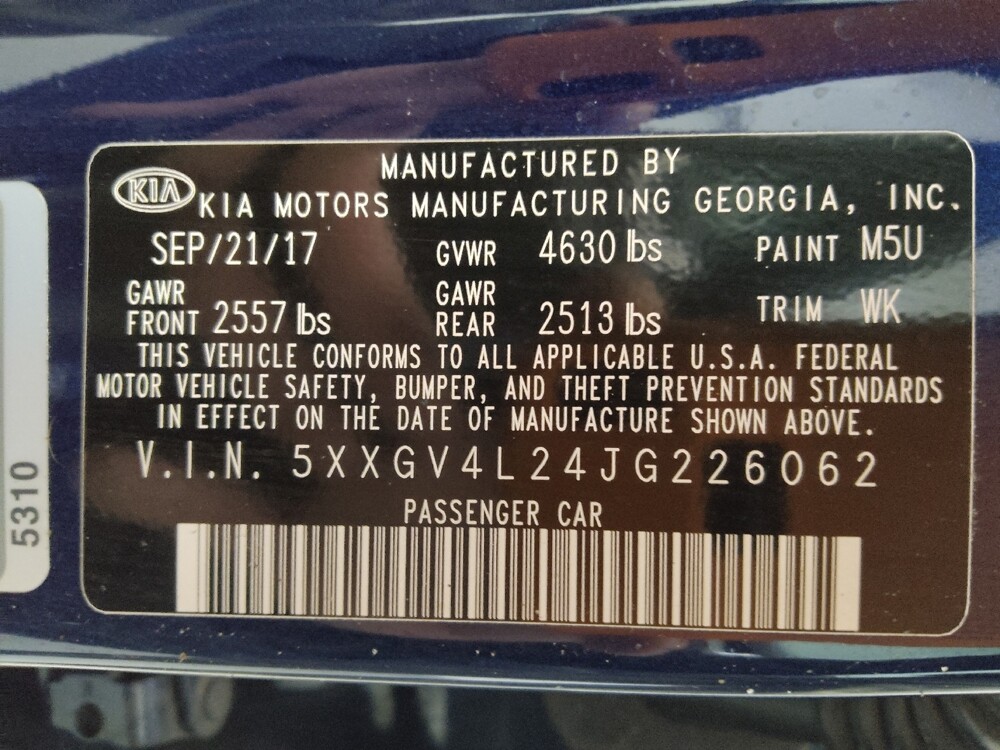 MANUFACTURED BY
KIA KIA MOTORS MANUFACTURING GEORGIA, INC.
SEP/21/17 GVWR 4630 lbs PAINT M5U
GAWR FRONT 2557 lbs GAWR REAR 2513 lbs TRIM WK
THIS VEHICLE CONFORMS TO ALL APPLICABLE U.S.A. FEDERAL
MOTOR VEHICLE SAFETY, BUMPER, AND THEFT PREVENTION STANDARDS
IN EFFECT ON THE DATE OF MANUFACTURE SHOWN ABOVE.
V.I.N. 5XXGV4L24JG226062
PASSENGER CAR
5310